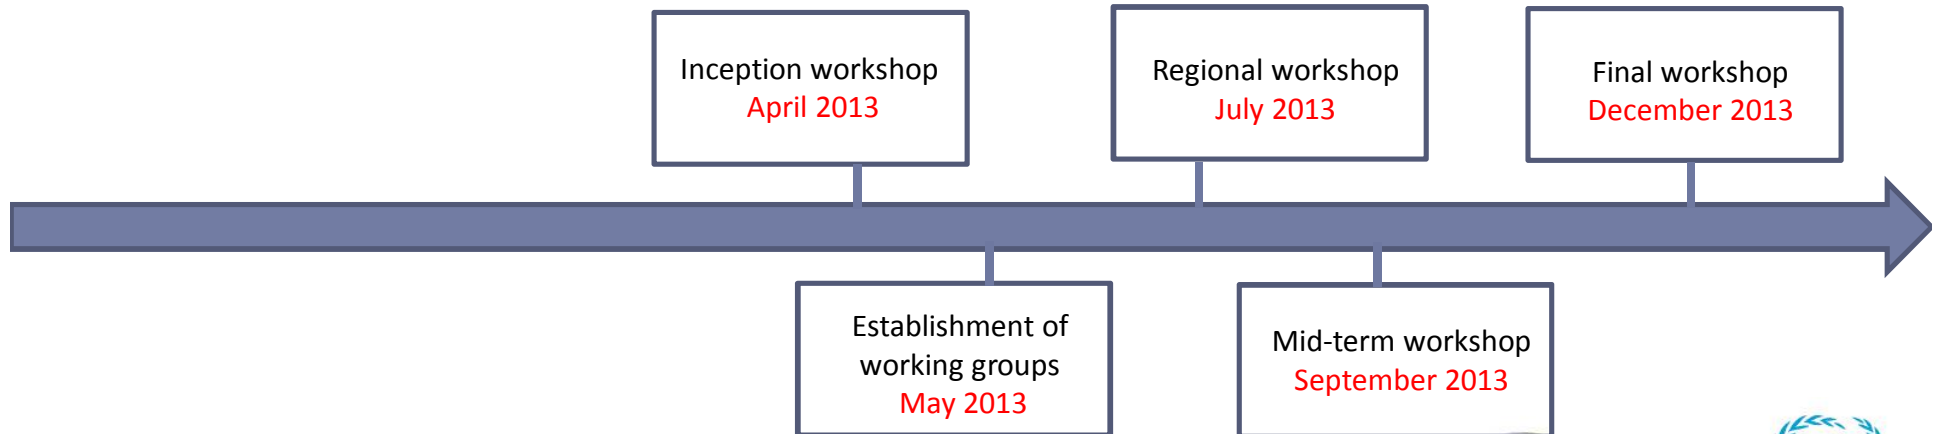 Inception workshop
April 2013
Regional workshop
July 2013
Final workshop
December 2013
Establishment of
working groups
May 2013
Mid-term workshop
September 2013